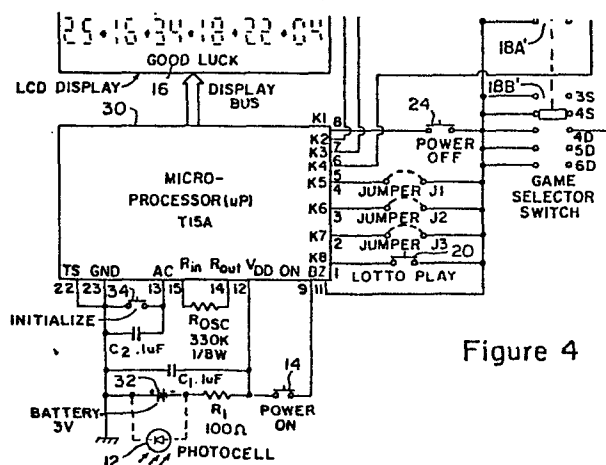 25.16.34.18.22.04
GOOD LUCK
LCD DISPLAY
16
DISPLAY
BUS
30
18A'
18B'
3S
4S
4D
5D
6D
GAME
SELECTOR
SWITCH
24
POWER
OFF
K1 8
K2
K3 7
K4 6
K5 5
4
K6 3
K7 2
K8 1
JUMPER J1
JUMPER J2
JUMPER J3
20
LOTTO PLAY
MICRO-
PROCESSOR (uP)
T15A
TS GND AC Rin Rout VDD ON BZ
22 23 13 15 14 12 9 11
34
INITIALIZE
ROSC
330K
1/8W
C2 .1uF
C1 .1uF
32
BATTERY
3V
R1
100Ω
14
POWER
ON
12
PHOTOCELL
Figure 4